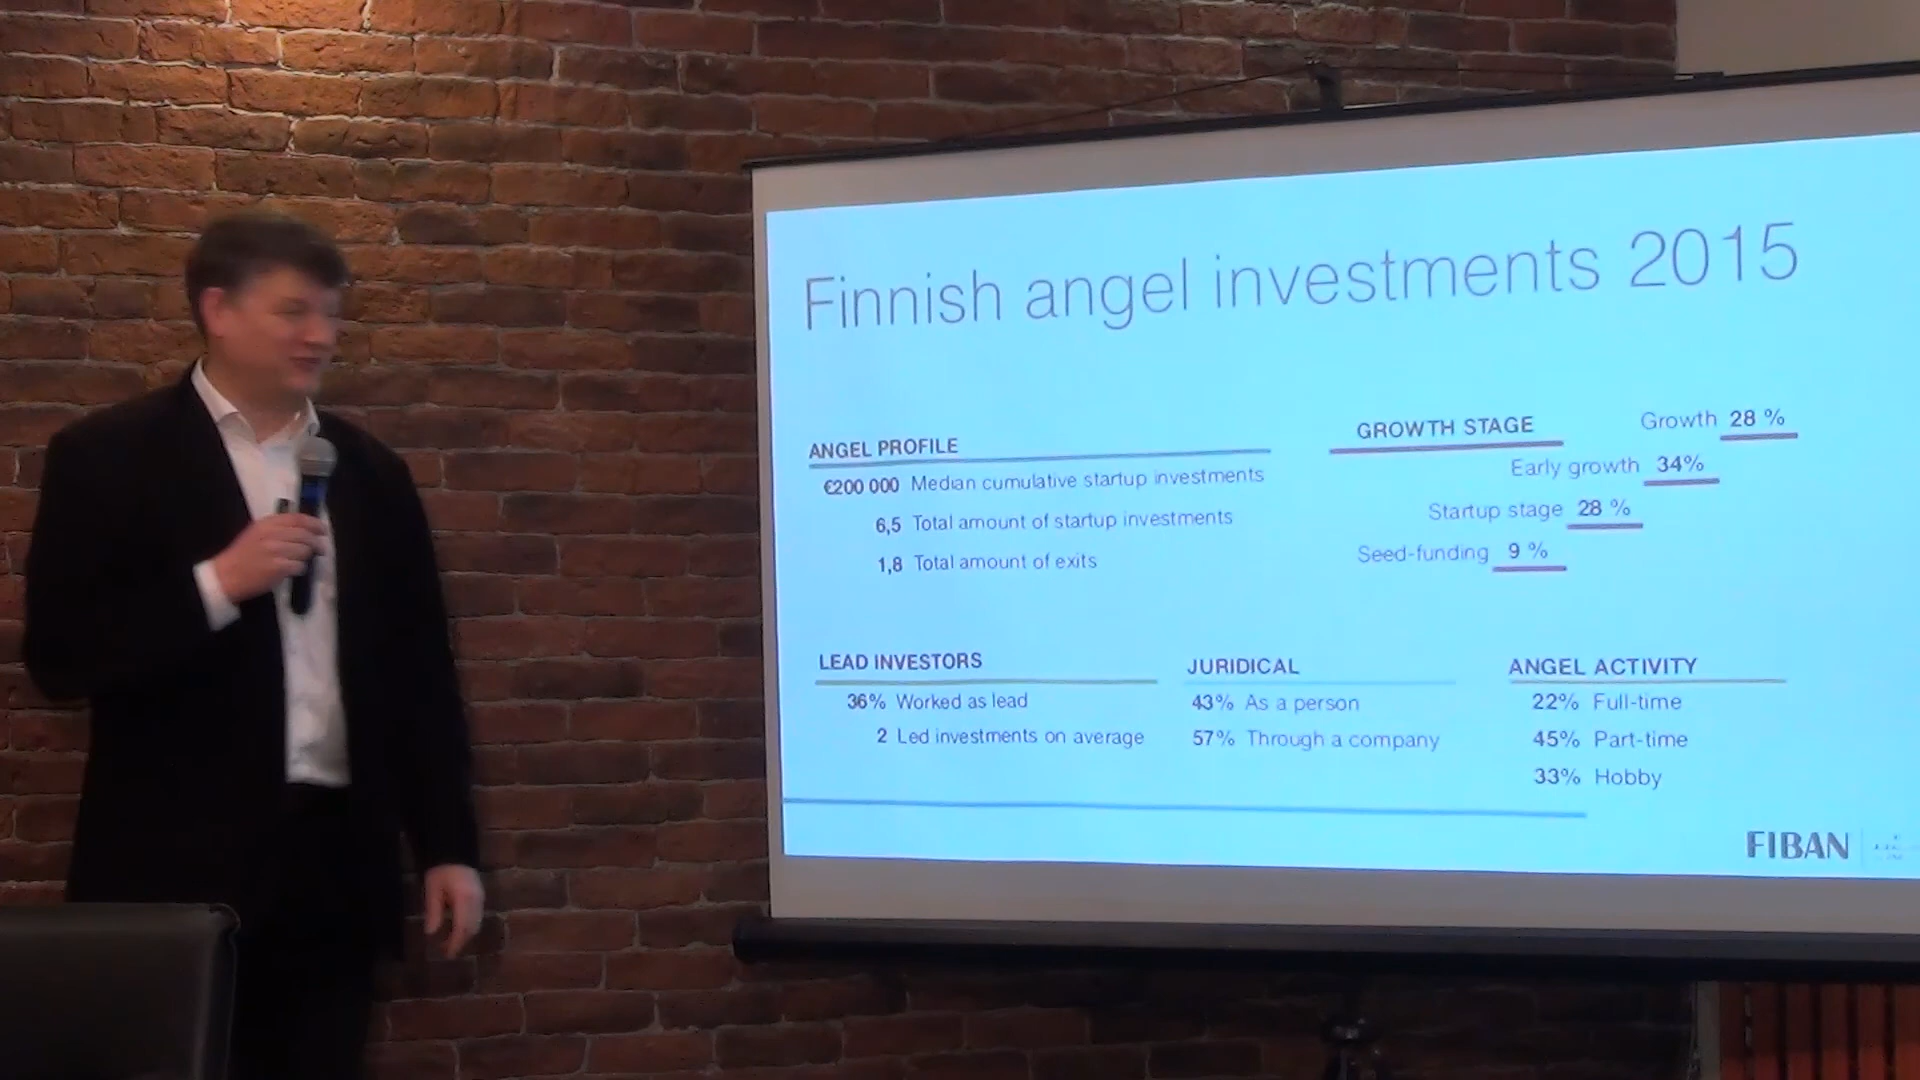 Finnish angel investments 2015
ANGEL PROFILE
€200 000 Median cumulative startup investments
6,5 Total amount of startup investments
1,8 Total amount of exits
GROWTH STAGE
Growth 28 %
Early growth 34%
Startup stage 28 %
Seed-funding 9 %
LEAD INVESTORS
36% Worked as lead
2 Led investments on average
JURIDICAL
43% As a person
57% Through a company
ANGEL ACTIVITY
22% Full-time
45% Part-time
33% Hobby
FIBAN